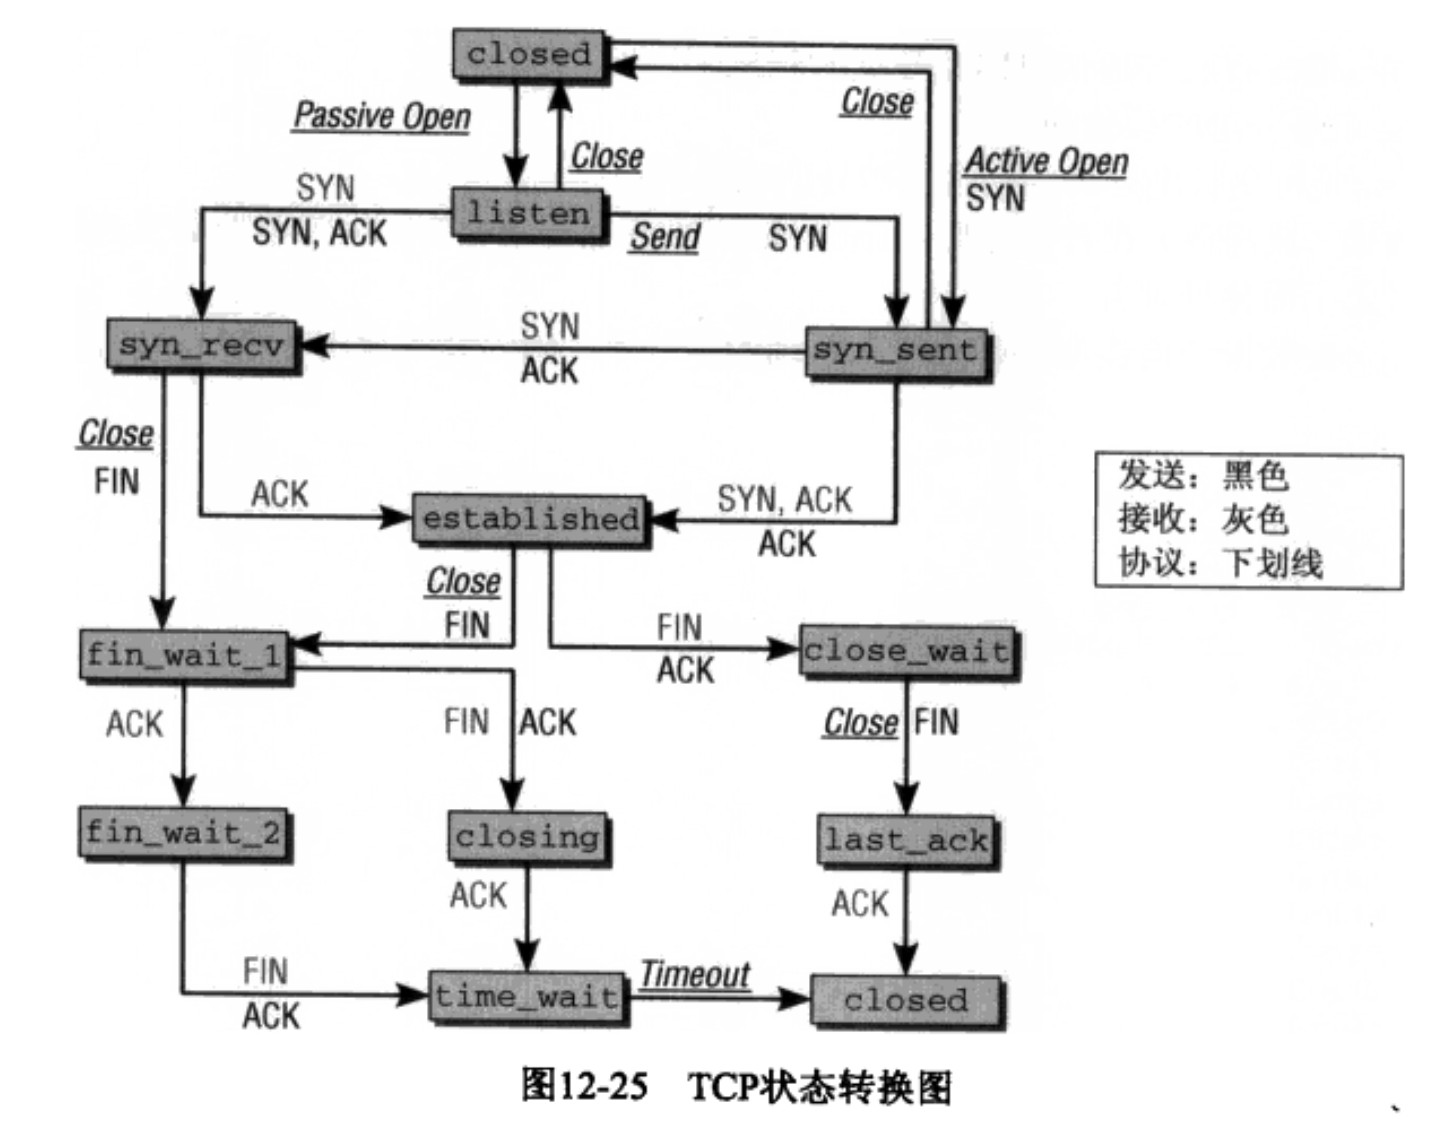 closed
Passive Open
Close
Close
Active Open
SYN
SYN
listen
SYN, ACK
Send
SYN
syn_recv
SYN
ACK
syn_sent
Close
FIN
ACK
established
SYN, ACK
ACK
发送：黑色
接收：灰色
协议：下划线
Close
FIN
FIN
ACK
fin_wait_1
close_wait
ACK
FIN
ACK
Close
FIN
fin_wait_2
closing
last_ack
ACK
ACK
FIN
ACK
time_wait
Timeout
closed
图12-25 TCP状态转换图